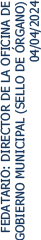 FEDATARIO: DIRECTOR DE LA OFICINA DE
GOBIERNO MUNICIPAL (SELLO DE ÓRGANO)
04/04/2024